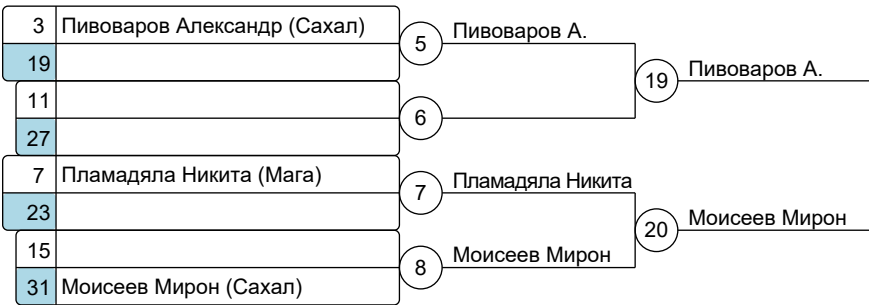 3 Пивоваров Александр (Сахал)
19
5 Пивоваров А.
11
27
6
19 Пивоваров А.
7 Пламадяла Никита (Мага)
23
7 Пламадяла Никита
15
31 Моисеев Мирон (Сахал)
8 Моисеев Мирон
20 Моисеев Мирон